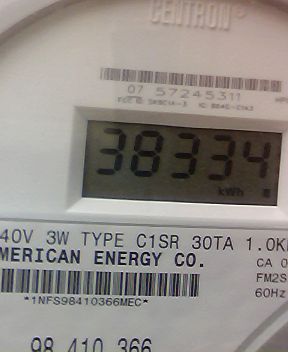 CENTRON®
07 57245311
38334
kWh
40V 3W TYPE C1SR 30TA 1.0K
MERICAN ENERGY CO.
CA 0
FM2S
60Hz
*1NFS98410366MEC*
98 410 366